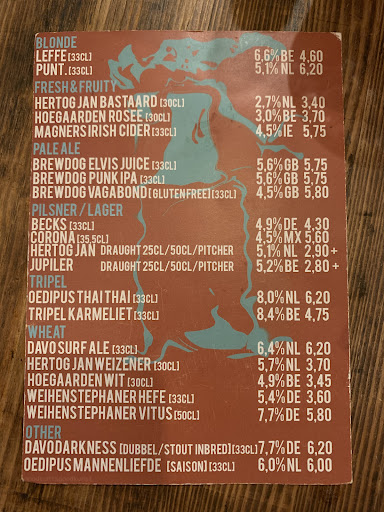 BLONDE
LEFFE [33CL] 6,6% BE 4,60
PUNT. [33CL] 5,1% NL 6,20
FRESH & FRUITY
HERTOG JAN BASTAARD [30CL] 2,7% NL 3,40
HOEGAARDEN ROSEE [30CL] 3,0% BE 3,70
MAGNERS IRISH CIDER [33CL] 4,5% IE 5,75
PALE ALE
BREWDOG ELVIS JUICE [33CL] 5,6% GB 5,75
BREWDOG PUNK IPA [33CL] 5,6% GB 5,75
BREWDOG VAGABOND [GLUTENFREE] [33CL] 4,5% GB 5,80
PILSNER / LAGER
BECKS [33CL] 4,9% DE 4,30
CORONA [35,5CL] 4,5% MX 5,60
HERTOG JAN DRAUGHT 25CL/50CL/PITCHER 5,1% NL 2,90 +
JUPILER DRAUGHT 25CL/50CL/PITCHER 5,2% BE 2,80 +
TRIPEL
OEDIPUS THAI THAI [33CL] 8,0% NL 6,20
TRIPEL KARMELIET [33CL] 8,4% BE 4,75
WHEAT
DAVO SURF ALE [33CL] 6,4% NL 6,20
HERTOG JAN WEIZENER [30CL] 5,7% NL 3,70
HOEGAARDEN WIT [30CL] 4,9% BE 3,45
WEIHENSTEPHANER HEFE [33CL] 5,4% DE 3,60
WEIHENSTEPHANER VITUS [50CL] 7,7% DE 5,80
OTHER
DAVO DARKNESS [DUBBEL/STOUT INBRED] [33CL] 7,7% DE 6,20
OEDIPUS MANNENLIEFDE [SAISON] [33CL] 6,0% NL 6,00